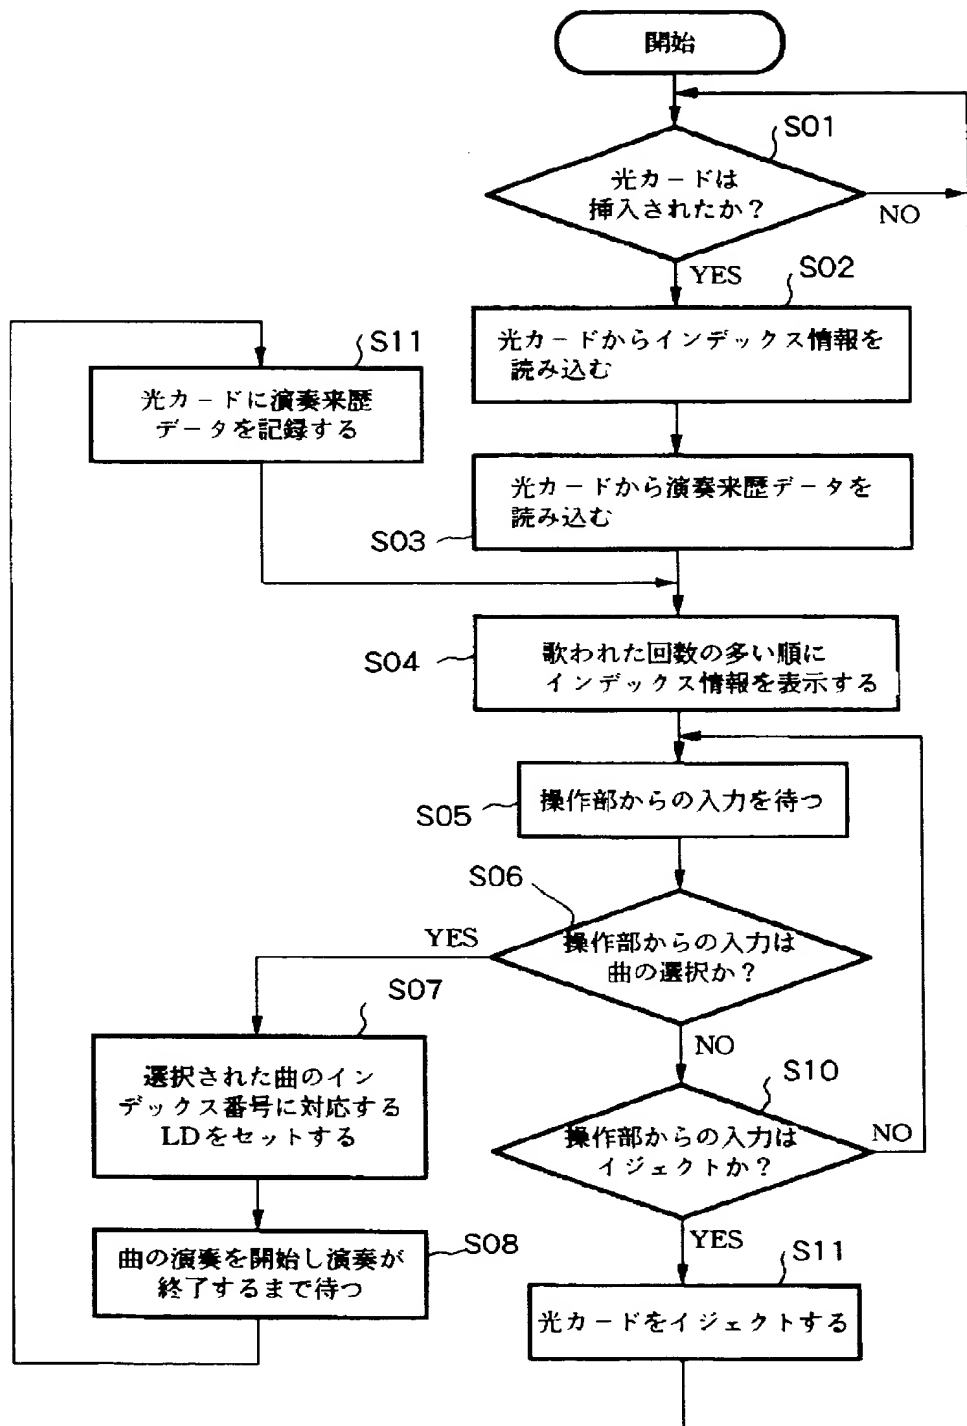 開始
S01
光カードは
挿入されたか？
NO
YES
S02
光カードからインデックス情報を
読み込む
S11
光カードに演奏来歴
データを記録する
光カードから演奏来歴データを
読み込む
S03
S04
歌われた回数の多い順に
インデックス情報を表示する
操作部からの入力を待つ
S05
S06
操作部からの入力は
曲の選択か？
YES
S07
NO
選択された曲のイン
デックス番号に対応する
LDをセットする
S10
操作部からの入力は
イジェクトか？
NO
YES
曲の演奏を開始し演奏が
終了するまで待つ
S08
S11
光カードをイジェクトする